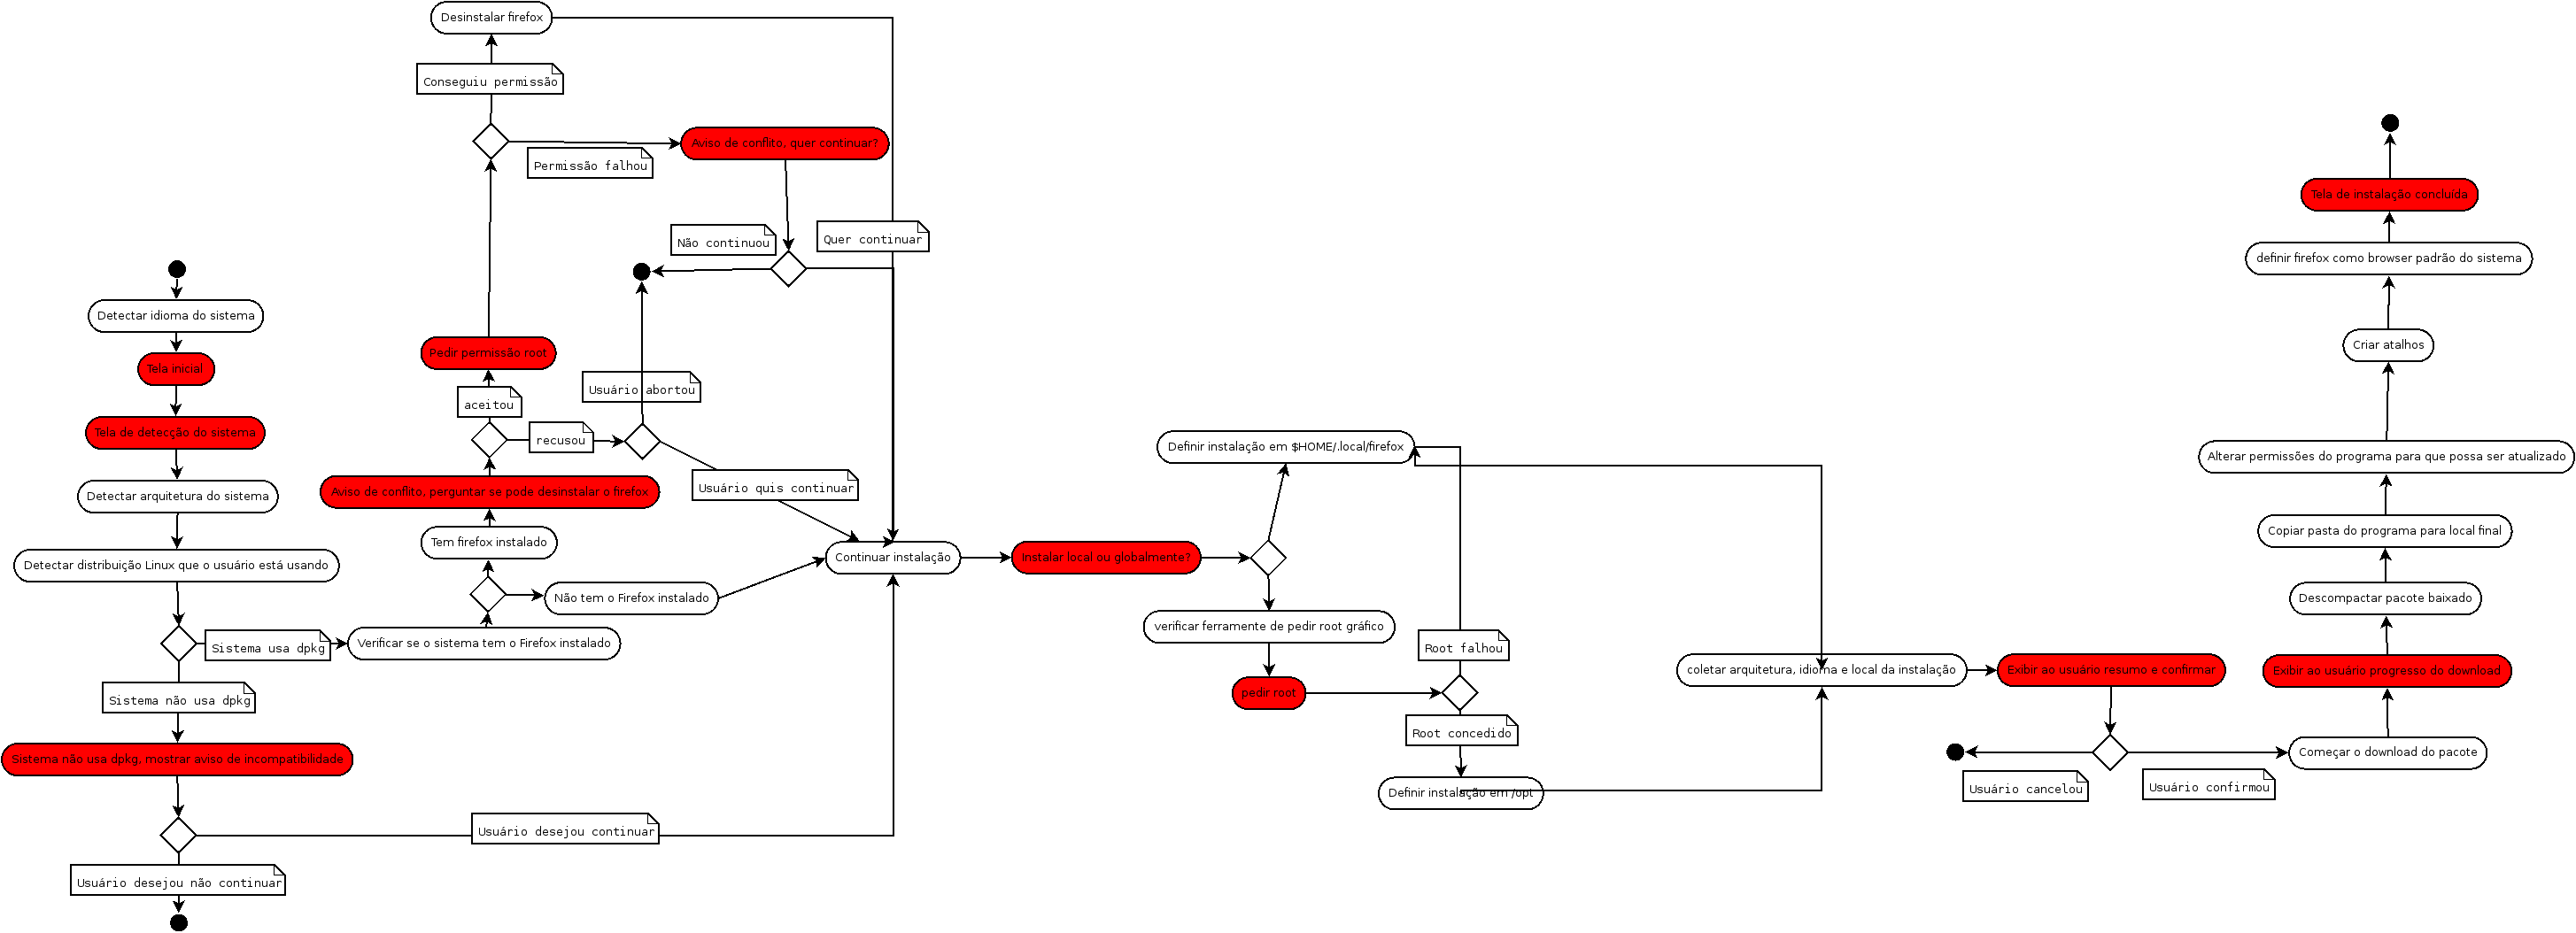 Detectar idioma do sistema
Tela inicial
Tela de detecção do sistema
Detectar arquitetura do sistema
Detectar distribuição Linux que o usuário está usando
Sistema usa dpkg
Sistema não usa dpkg
Sistema não usa dpkg, mostrar aviso de incompatibilidade
Usuário desejou continuar
Usuário desejou não continuar
Verificar se o sistema tem o Firefox instalado
Não tem o Firefox instalado
Tem firefox instalado
Aviso de conflito, perguntar se pode desinstalar o firefox
aceitou
recusou
Usuário abortou
Usuário quis continuar
Pedir permissão root
Conseguiu permissão
Permissão falhou
Desinstalar firefox
Aviso de conflito, quer continuar?
Não continuou
Quer continuar
Continuar instalação
Instalar local ou globalmente?
Definir instalação em $HOME/.local/firefox
verificar ferramente de pedir root gráfico
pedir root
Root falhou
Root concedido
Definir instalação em /opt
coletar arquitetura, idioma e local da instalação
Exibir ao usuário resumo e confirmar
Usuário cancelou
Usuário confirmou
Começar o download do pacote
Exibir ao usuário progresso do download
Descompactar pacote baixado
Copiar pasta do programa para local final
Alterar permissões do programa para que possa ser atualizado
Criar atalhos
definir firefox como browser padrão do sistema
Tela de instalação concluída